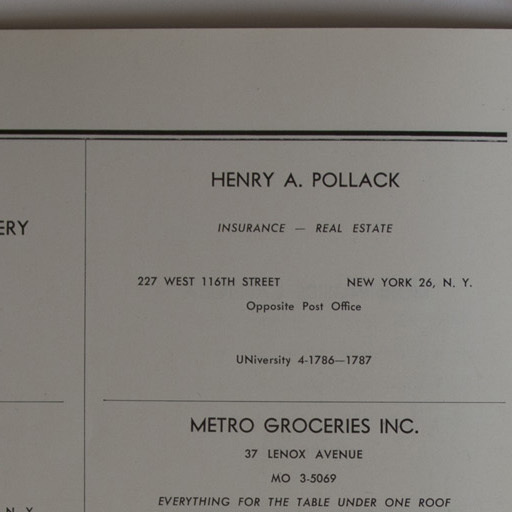 ERY
N. Y.
HENRY A. POLLACK
INSURANCE — REAL ESTATE
227 WEST 116TH STREET NEW YORK 26, N. Y.
Opposite Post Office
UNiversity 4-1786—1787
METRO GROCERIES INC.
37 LENOX AVENUE
MO 3-5069
EVERYTHING FOR THE TABLE UNDER ONE ROOF